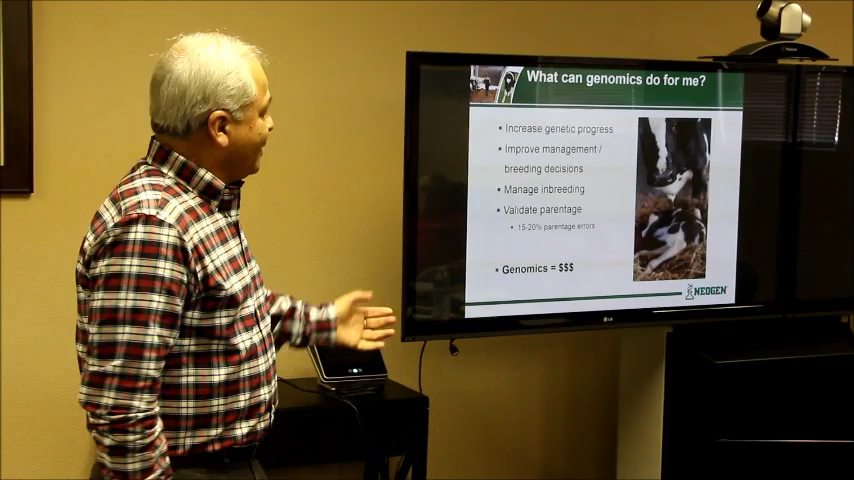 What can genomics do for me?
▪ Increase genetic progress
▪ Improve management /
breeding decisions
▪ Manage inbreeding
▪ Validate parentage
▪ 15-20% parentage errors
▪ Genomics = $$$
NEOGEN
LG